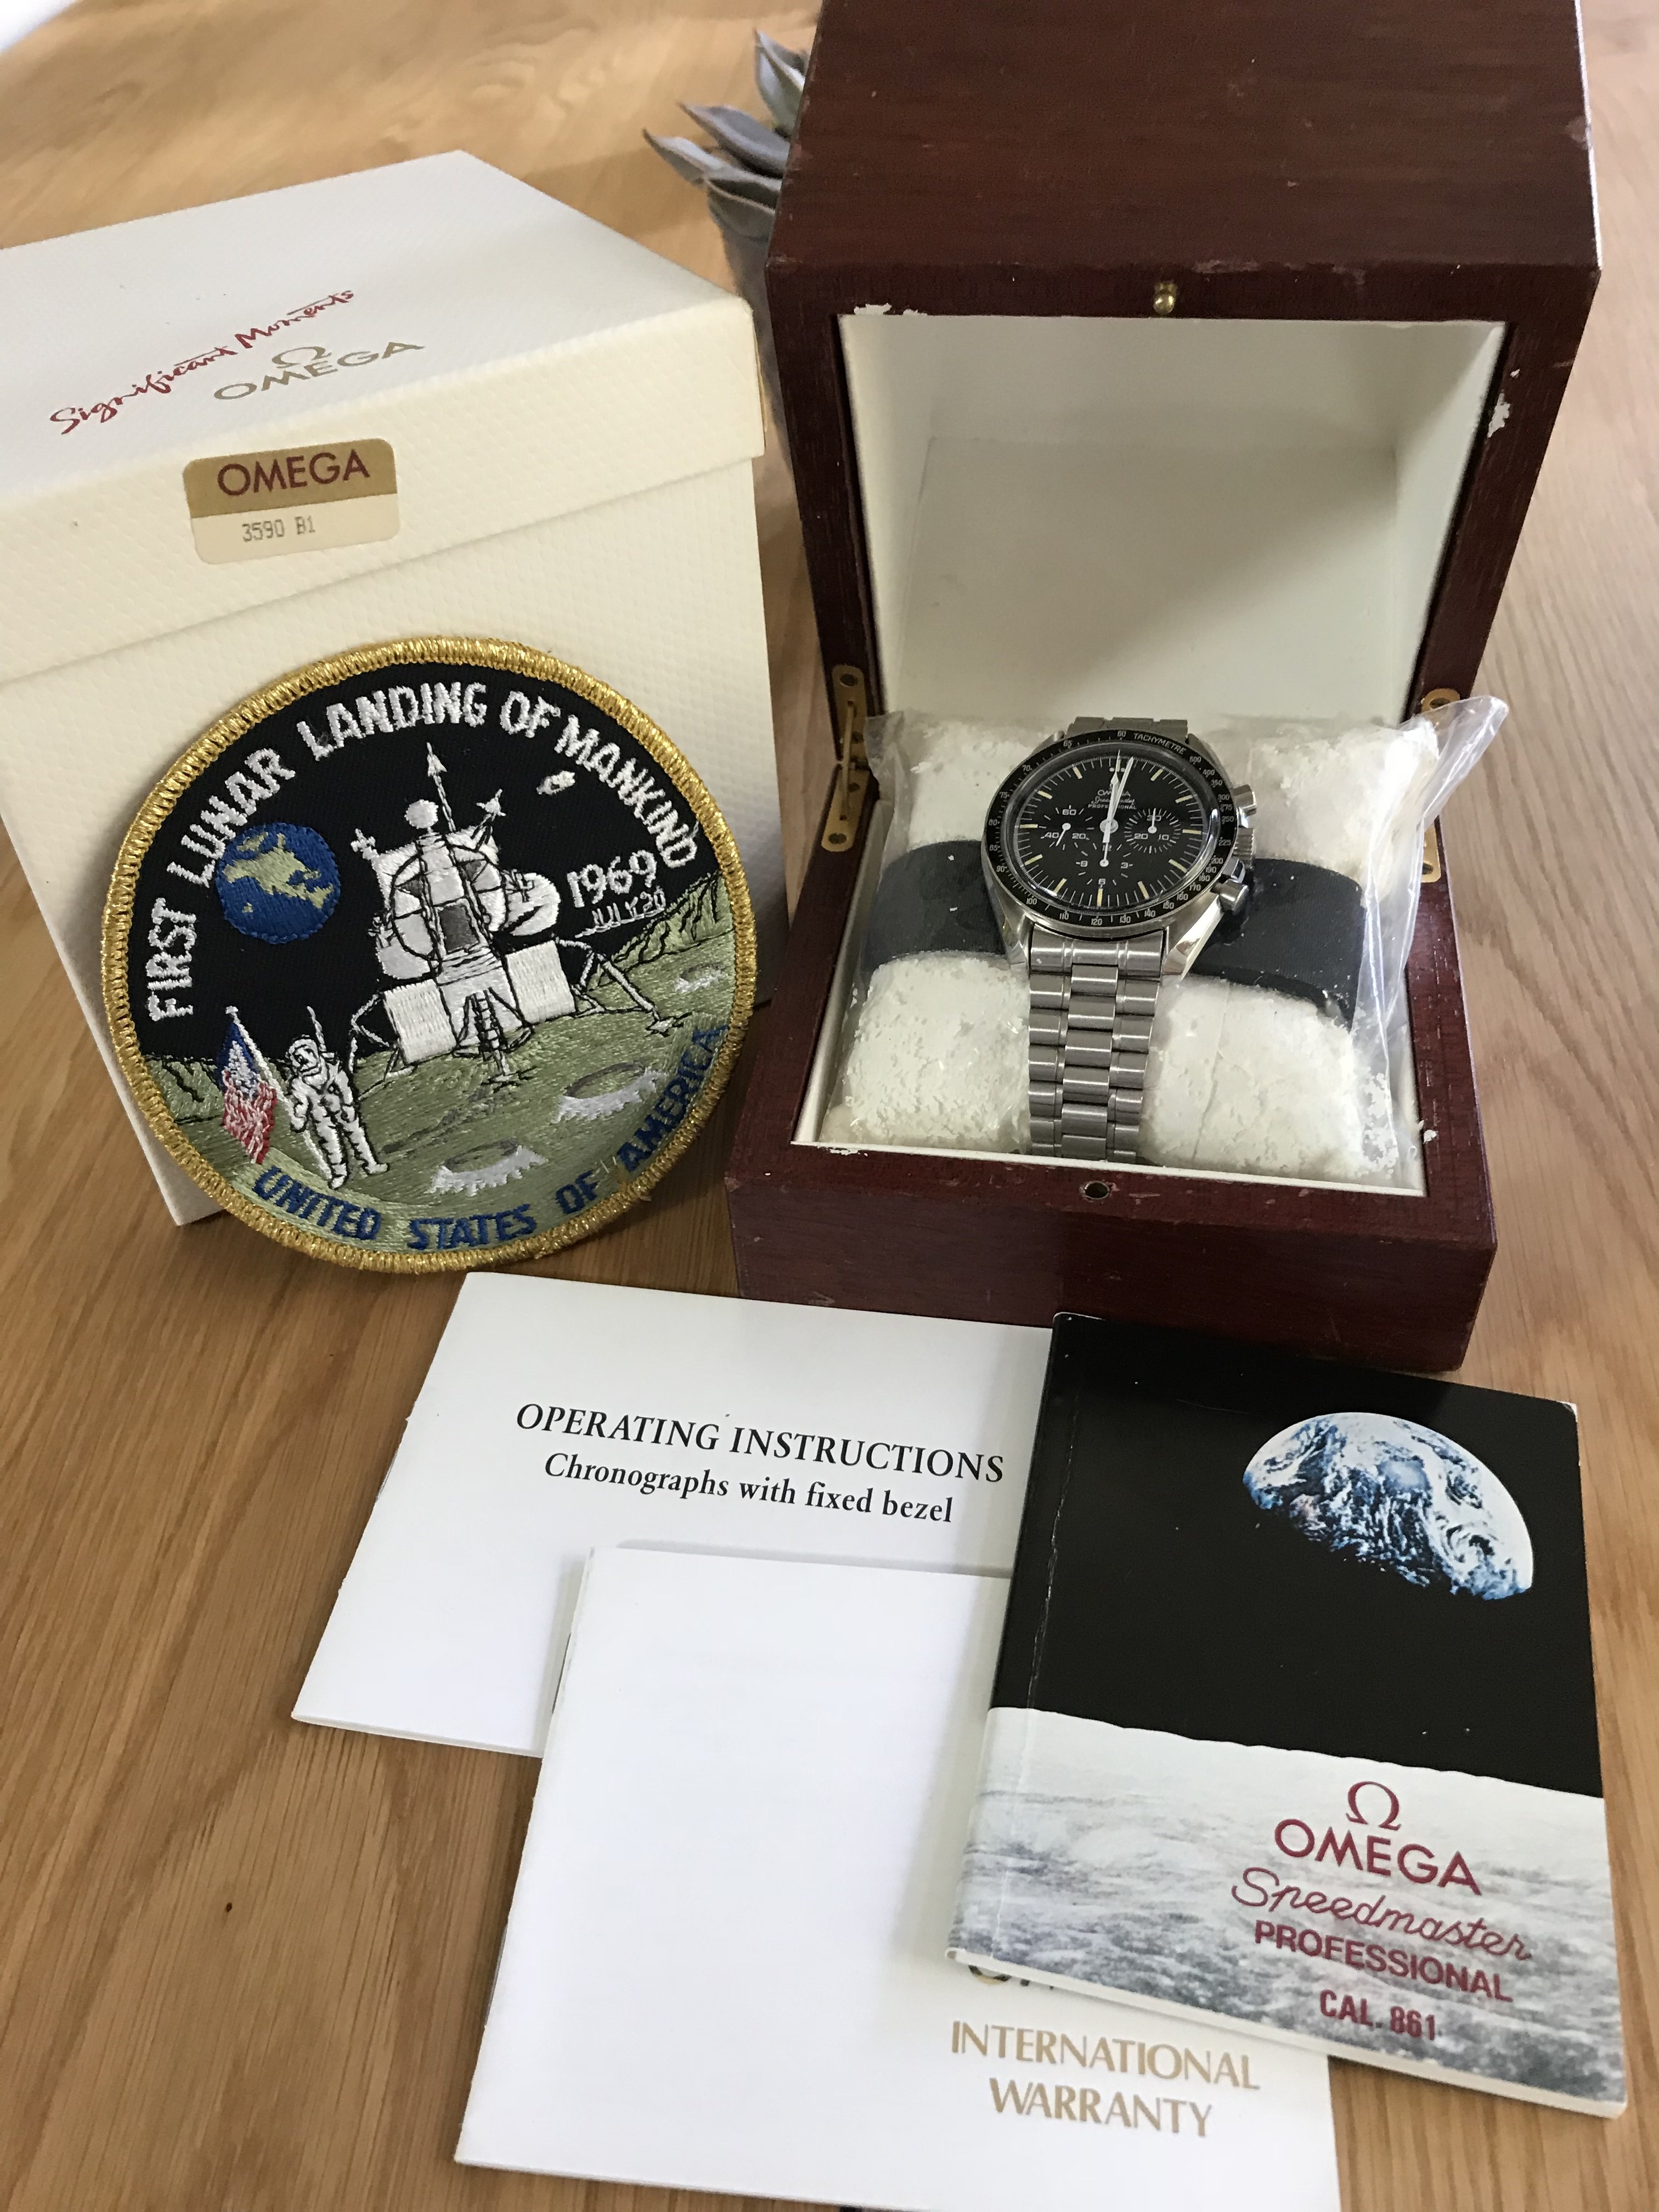 Significant Moments
Ω
OMEGA
OMEGA
3590 B1
FIRST LUNAR LANDING OF MANKIND
1969
JULY 20
UNITED STATES OF AMERICA
TACHYMETRE
OMEGA
Speedmaster
PROFESSIONAL
OPERATING INSTRUCTIONS
Chronographs with fixed bezel
Ω
OMEGA
Speedmaster
PROFESSIONAL
CAL. 861
INTERNATIONAL
WARRANTY